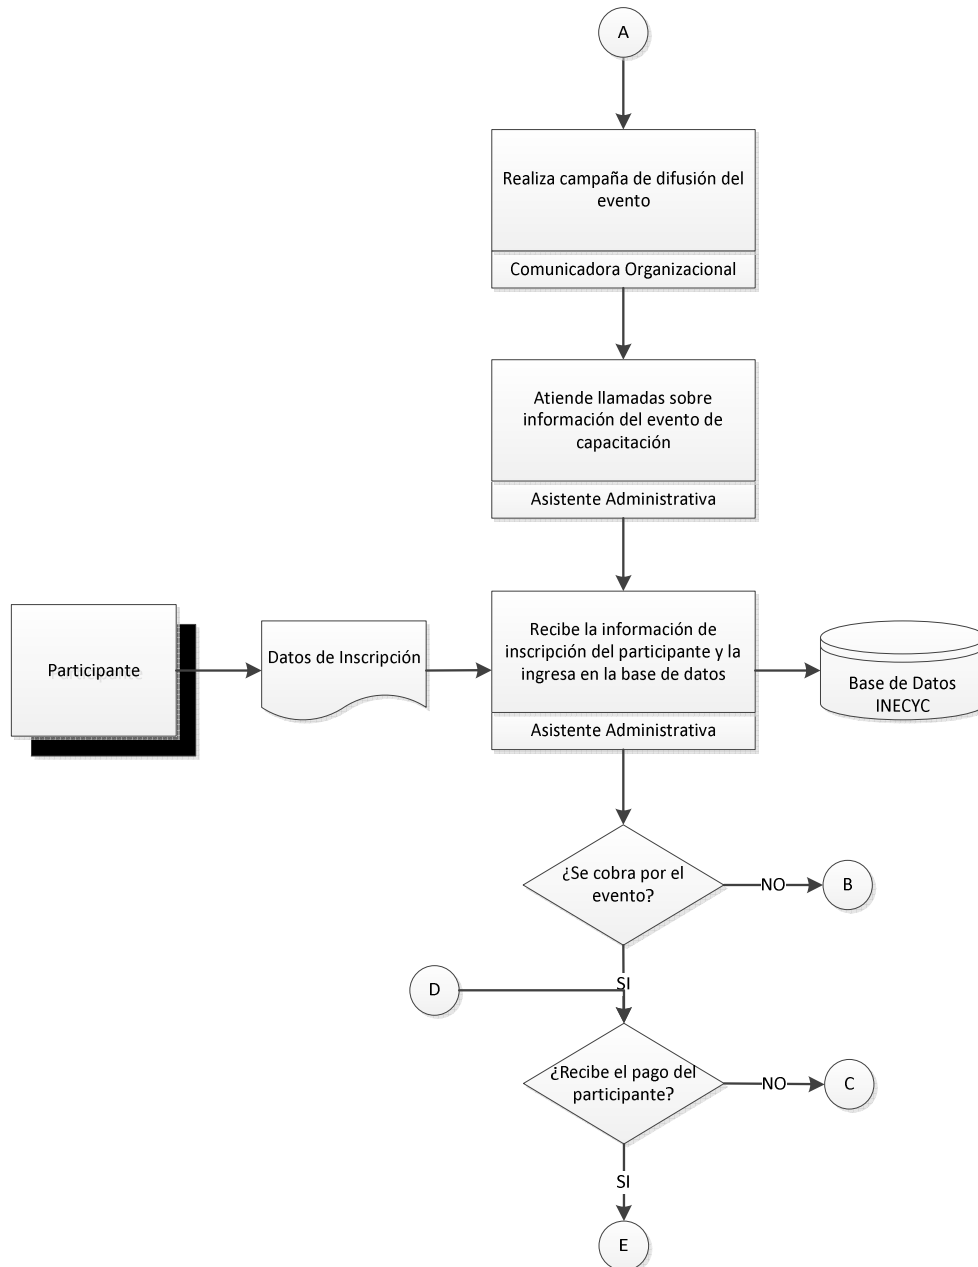 A
Realiza campaña de difusión del
evento
Comunicadora Organizacional
Atiende llamadas sobre
información del evento de
capacitación
Asistente Administrativa
Participante
Datos de Inscripción
Recibe la información de
inscripción del participante y la
ingresa en la base de datos
Asistente Administrativa
Base de Datos
INECYC
¿Se cobra por el
evento?
NO
B
SI
D
¿Recibe el pago del
participante?
NO
C
SI
E